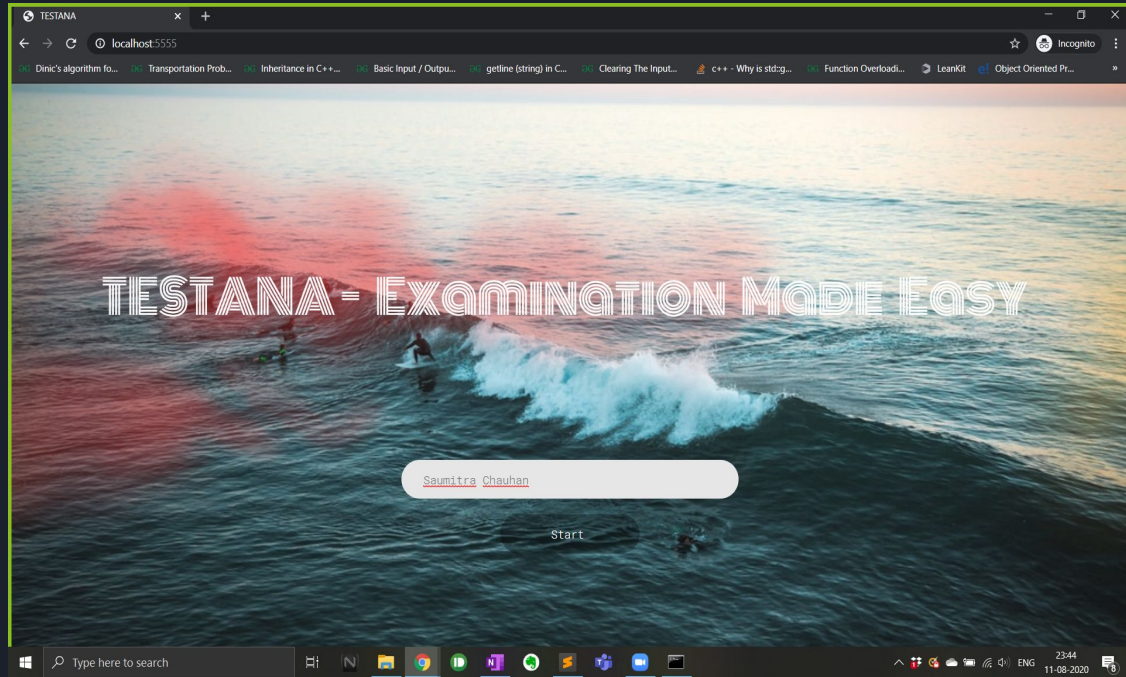 TESTANA
localhost:5555
Incognito
Dinic's algorithm fo...
Transportation Prob...
Inheritance in C++...
Basic Input / Outpu...
getline (string) in C...
Clearing The Input...
c++ - Why is std::g...
Function Overloadi...
LeanKit
Object Oriented Pr...
»
TESTANA - Examination Made Easy
Saumitra Chauhan
Start
Type here to search
ENG
23:44
11-08-2020
8